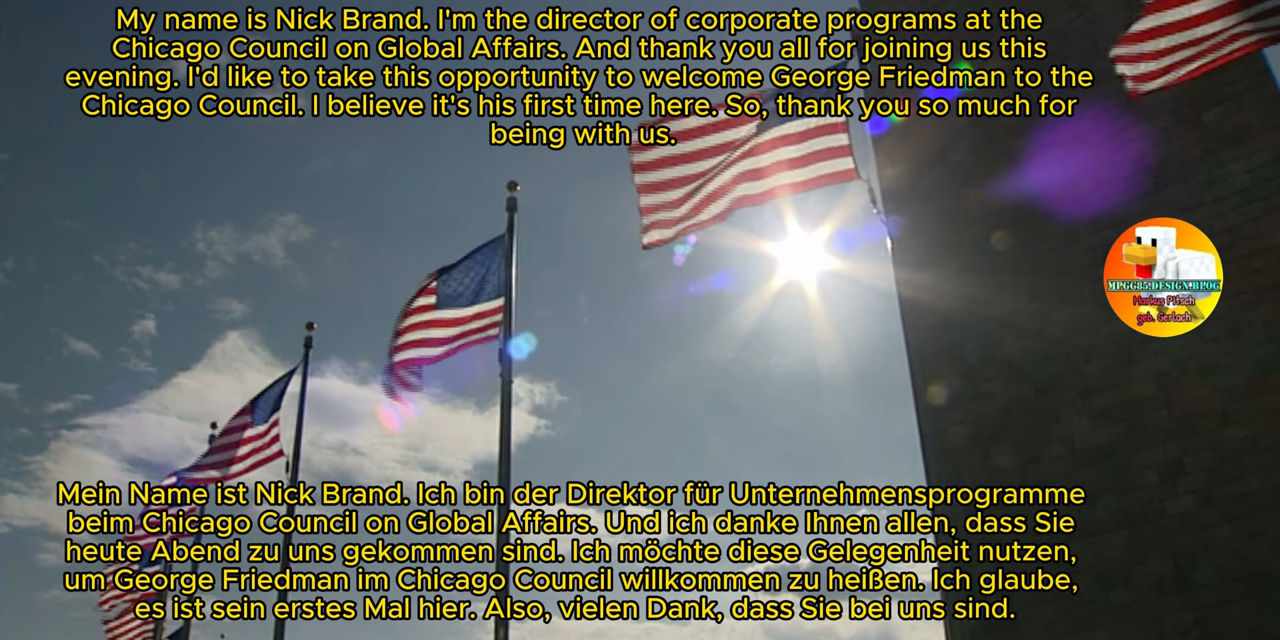 My name is Nick Brand. I'm the director of corporate programs at the
Chicago Council on Global Affairs. And thank you all for joining us this
evening. I'd like to take this opportunity to welcome George Friedman to the
Chicago Council. I believe it's his first time here. So, thank you so much for
being with us.
MPGG85.DESIGN.BLOG
Markus Pitsch
geb. Gerlach
Mein Name ist Nick Brand. Ich bin der Direktor für Unternehmensprogramme
beim Chicago Council on Global Affairs. Und ich danke Ihnen allen, dass Sie
heute Abend zu uns gekommen sind. Ich möchte diese Gelegenheit nutzen,
um George Friedman im Chicago Council willkommen zu heißen. Ich glaube,
es ist sein erstes Mal hier. Also, vielen Dank, dass Sie bei uns sind.